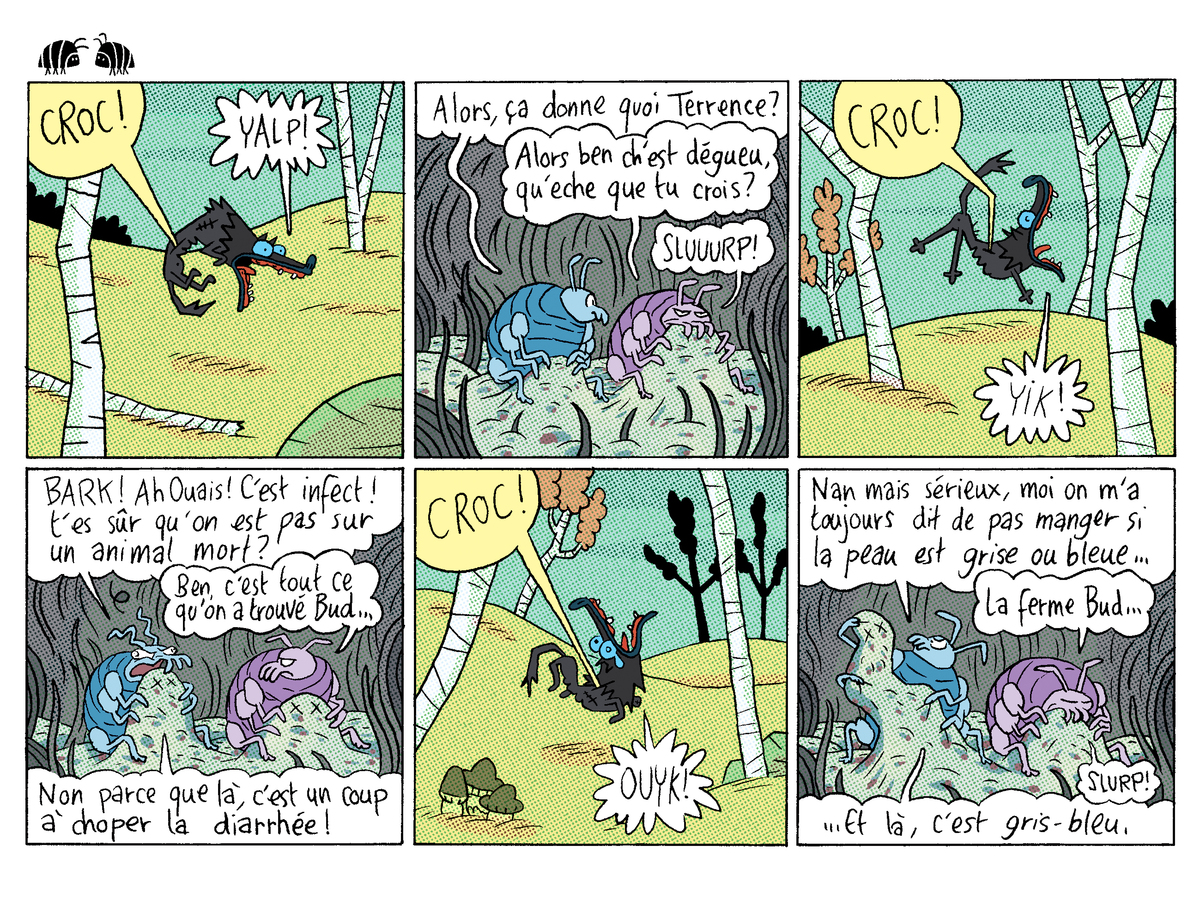 CROC!
YALP!
Alors, ça donne quoi Terrence?
Alors ben ch'est dégueu,
qu'eche que tu crois?
SLUUURP!
CROC!
YIK!
BARK! Ah Ouais! C'est infect!
t'es sûr qu'on est pas sur
un animal mort?
Ben, c'est tout ce
qu'on a trouvé Bud...
Non parce que là, c'est un coup
à choper la diarrhée!
CROC!
OUYK!
Nan mais sérieux, moi on m'a
toujours dit de pas manger si
la peau est grise ou bleue...
La ferme Bud...
SLURP!
...Et là, c'est gris-bleu.